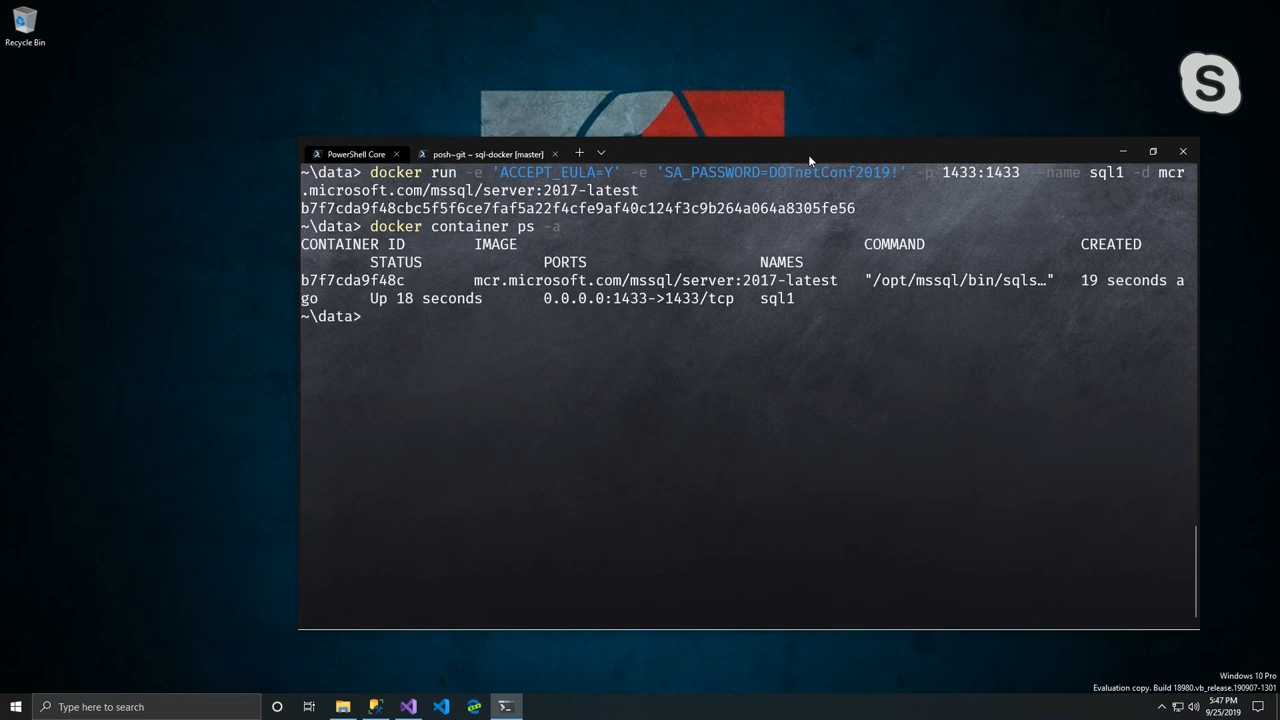 Recycle Bin
S
PowerShell Core
posh~git ~ sql-docker [master]
~\data> docker run -e 'ACCEPT_EULA=Y' -e 'SA_PASSWORD=DOTnetConf2019!' -p 1433:1433 --name sql1 -d mcr
.microsoft.com/mssql/server:2017-latest
b7f7cda9f48cbc5f5f6ce7faf5a22f4cfe9af40c124f3c9b264a064a8305fe56
~\data> docker container ps -a
CONTAINER ID IMAGE COMMAND CREATED
STATUS PORTS NAMES
b7f7cda9f48c mcr.microsoft.com/mssql/server:2017-latest "/opt/mssql/bin/sqls…" 19 seconds a
go Up 18 seconds 0.0.0.0:1433->1433/tcp sql1
~\data>
Windows 10 Pro
Evaluation copy. Build 18980.vb_release.190907-1301
Type here to search
5:47 PM
9/25/2019